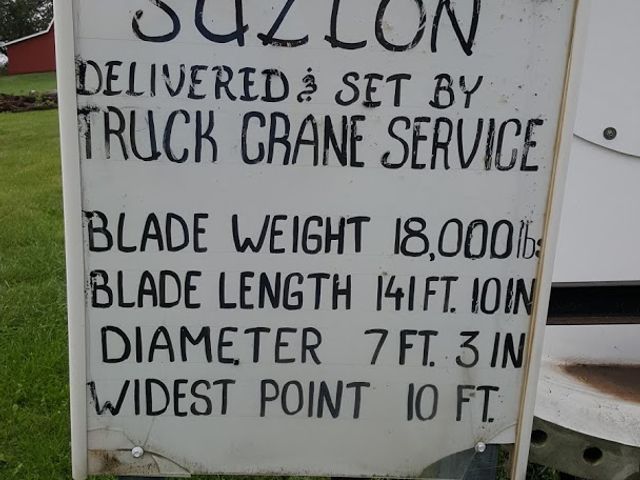 SUZLON
DELIVERED & SET BY
TRUCK CRANE SERVICE
BLADE WEIGHT 18,000 lbs
BLADE LENGTH 141 FT. 10 IN
DIAMETER 7 FT. 3 IN
WIDEST POINT 10 FT.